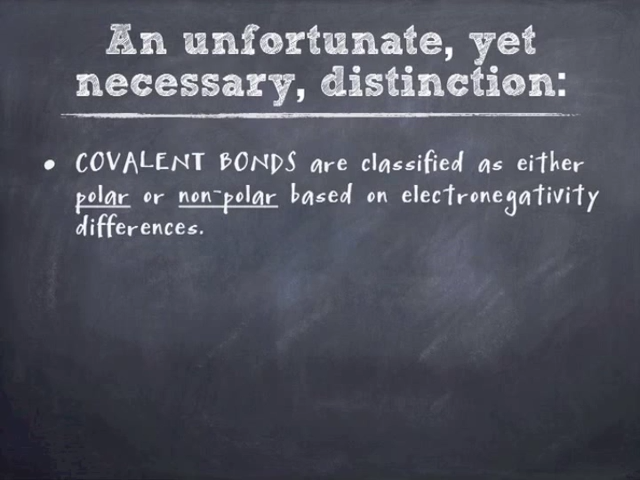 An unfortunate, yet
necessary, distinction:
• COVALENT BONDS are classified as either
polar or non-polar based on electronegativity
differences.